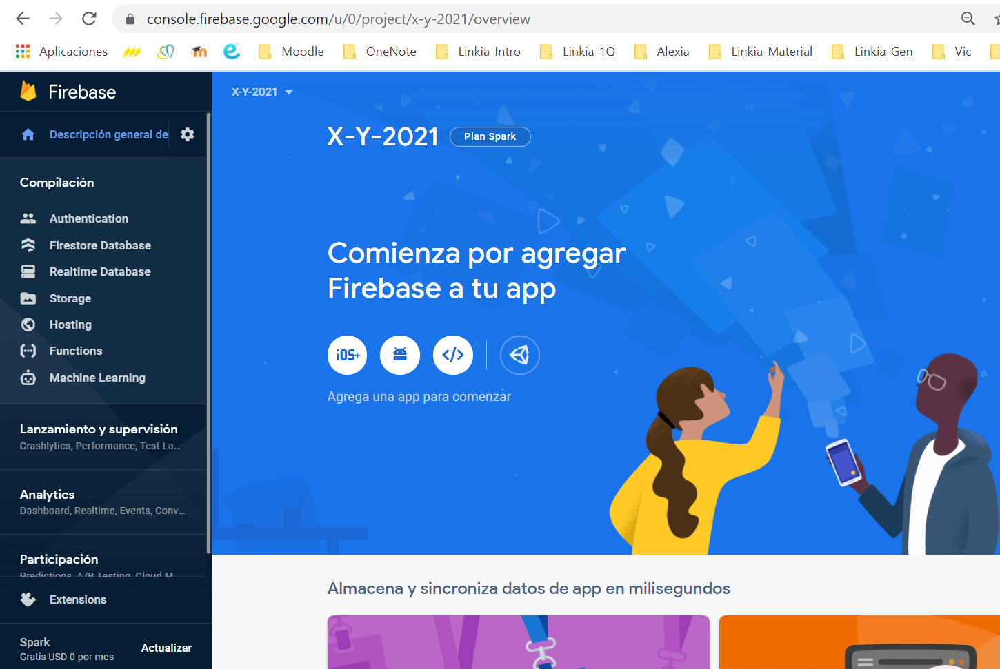 console.firebase.google.com/u/0/project/x-y-2021/overview
Aplicaciones Moodle OneNote Linkia-Intro Linkia-1Q Alexia Linkia-Material Linkia-Gen Vic
Firebase
Descripción general de
Compilación
Authentication
Firestore Database
Realtime Database
Storage
Hosting
Functions
Machine Learning
Lanzamiento y supervisión
Crashlytics, Performance, Test La...
Analytics
Dashboard, Realtime, Events, Conv...
Participación
Predictions, A/B Testing, Cloud M
Extensions
Spark
Gratis USD 0 por mes
Actualizar
X-Y-2021
X-Y-2021 Plan Spark
Comienza por agregar
Firebase a tu app
iOS+
Agrega una app para comenzar
Almacena y sincroniza datos de app en milisegundos